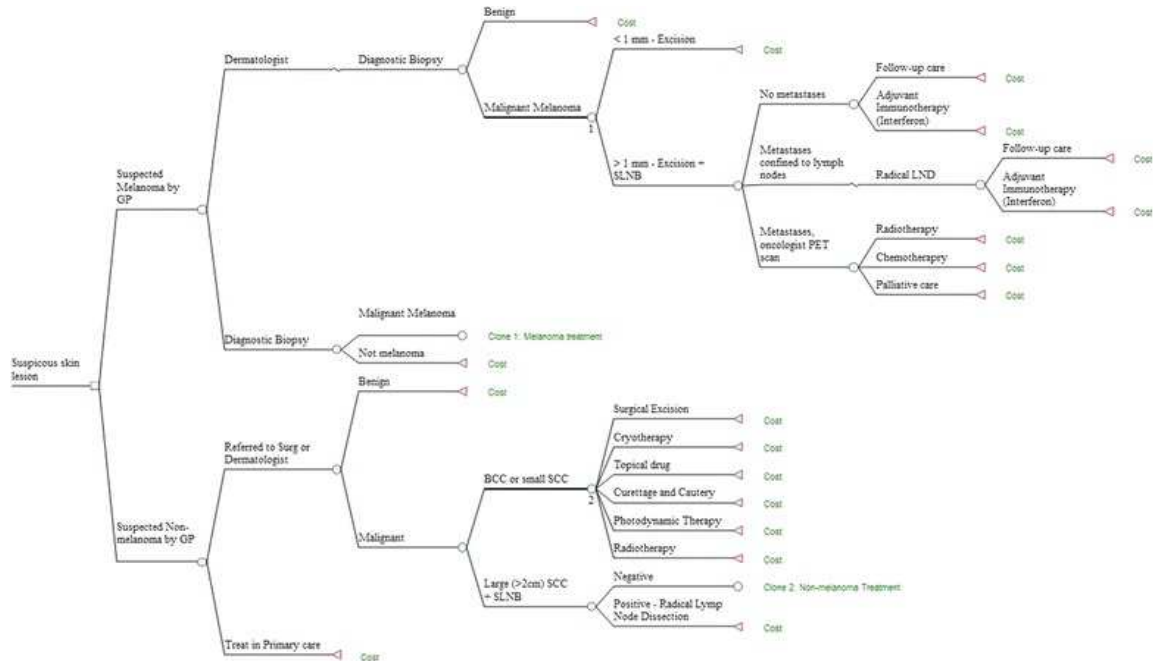 Benign
Cost
< 1 mm - Excision
Cost
Dermatologist
Diagnostic Biopsy
Follow-up care
Cost
No metastases
Adjuvant
Immunotherapy
(Interferon)
Cost
Malignant Melanoma
1
Metastases
confined to lymph
nodes
Follow-up care
Cost
> 1 mm - Excision +
SLNB
Radical LND
Adjuvant
Immunotherapy
(Interferon)
Cost
Suspected
Melanoma by
GP
Metastases,
oncologist PET
scan
Radiotherapy
Cost
Chemotherapry
Cost
Palliative care
Cost
Malignant Melanoma
Clone 1: Melanoma treatment
Diagnostic Biopsy
Not melanoma
Cost
Suspicous skin
lesion
Benign
Cost
Surgical Excision
Cost
Referred to Surg or
Dermatologist
Cryotherapy
Cost
BCC or small SCC
2
Topical drug
Cost
Curettage and Cautery
Cost
Suspected Non-
melanoma by GP
Malignant
Photodynamic Therapy
Cost
Radiotherapy
Cost
Large (>2cm) SCC
+ SLNB
Negative
Clone 2: Non-melanoma Treatment
Positive - Radical Lymp
Node Dissection
Cost
Treat in Primary care
Cost